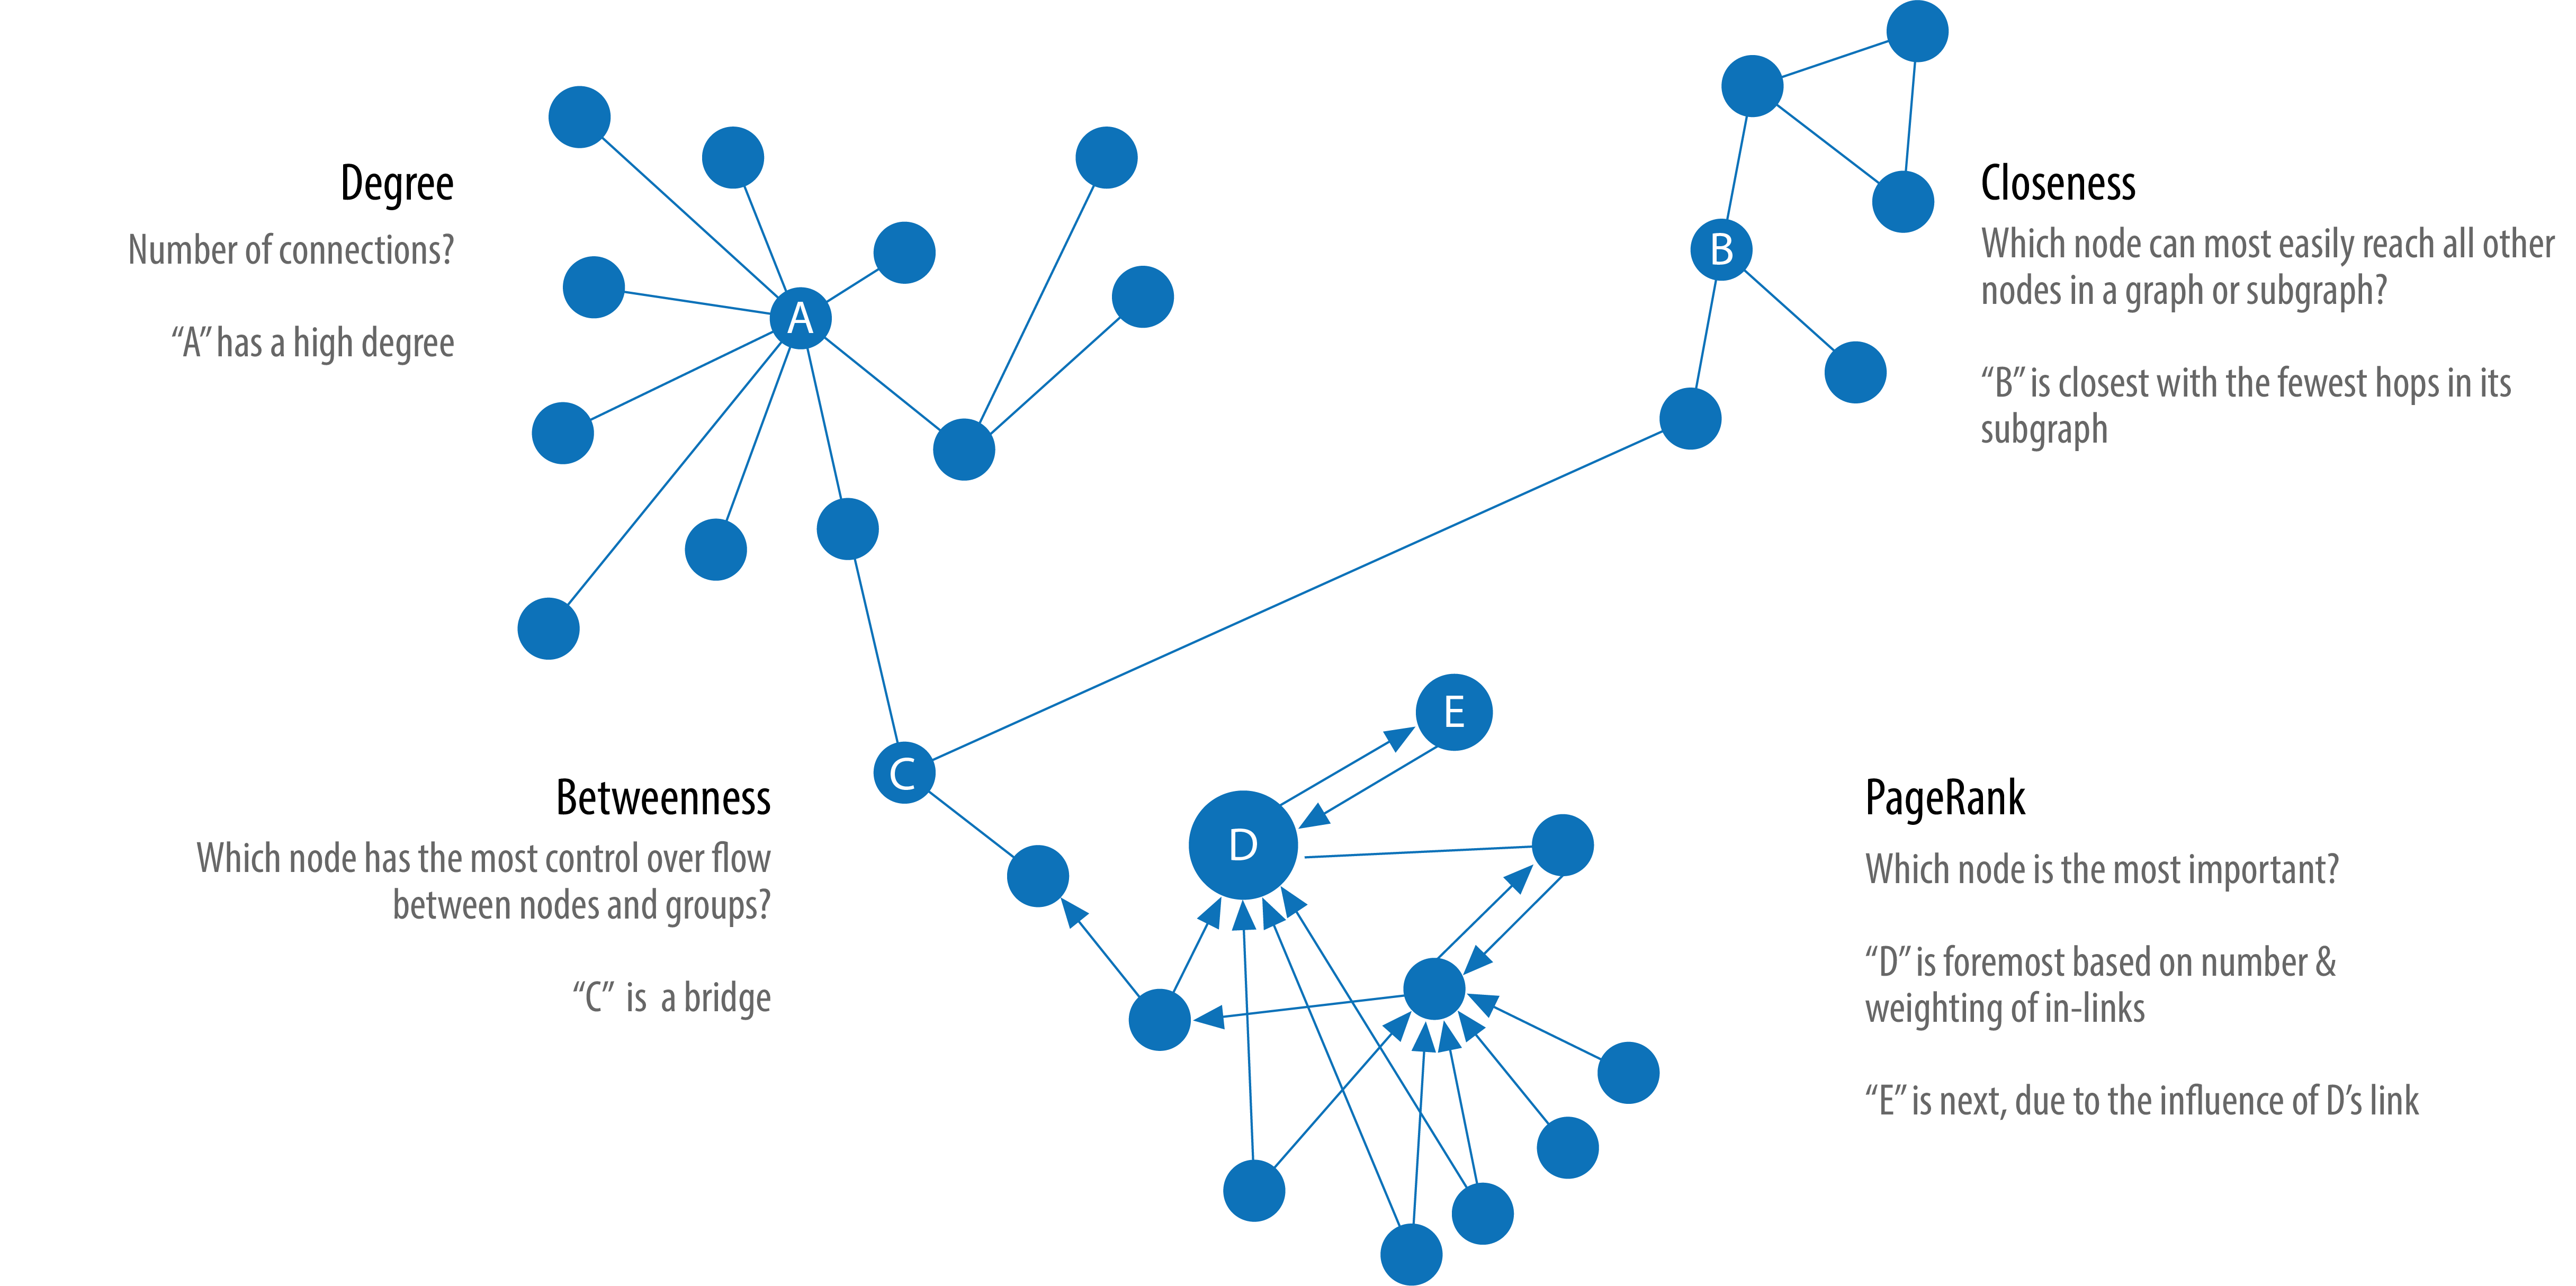 Degree
Number of connections?
“A” has a high degree
A
B
Closeness
Which node can most easily reach all other
nodes in a graph or subgraph?
“B” is closest with the fewest hops in its
subgraph
Betweenness
Which node has the most control over flow
between nodes and groups?
“C” is a bridge
C
E
D
PageRank
Which node is the most important?
“D” is foremost based on number &
weighting of in-links
“E” is next, due to the influence of D’s link